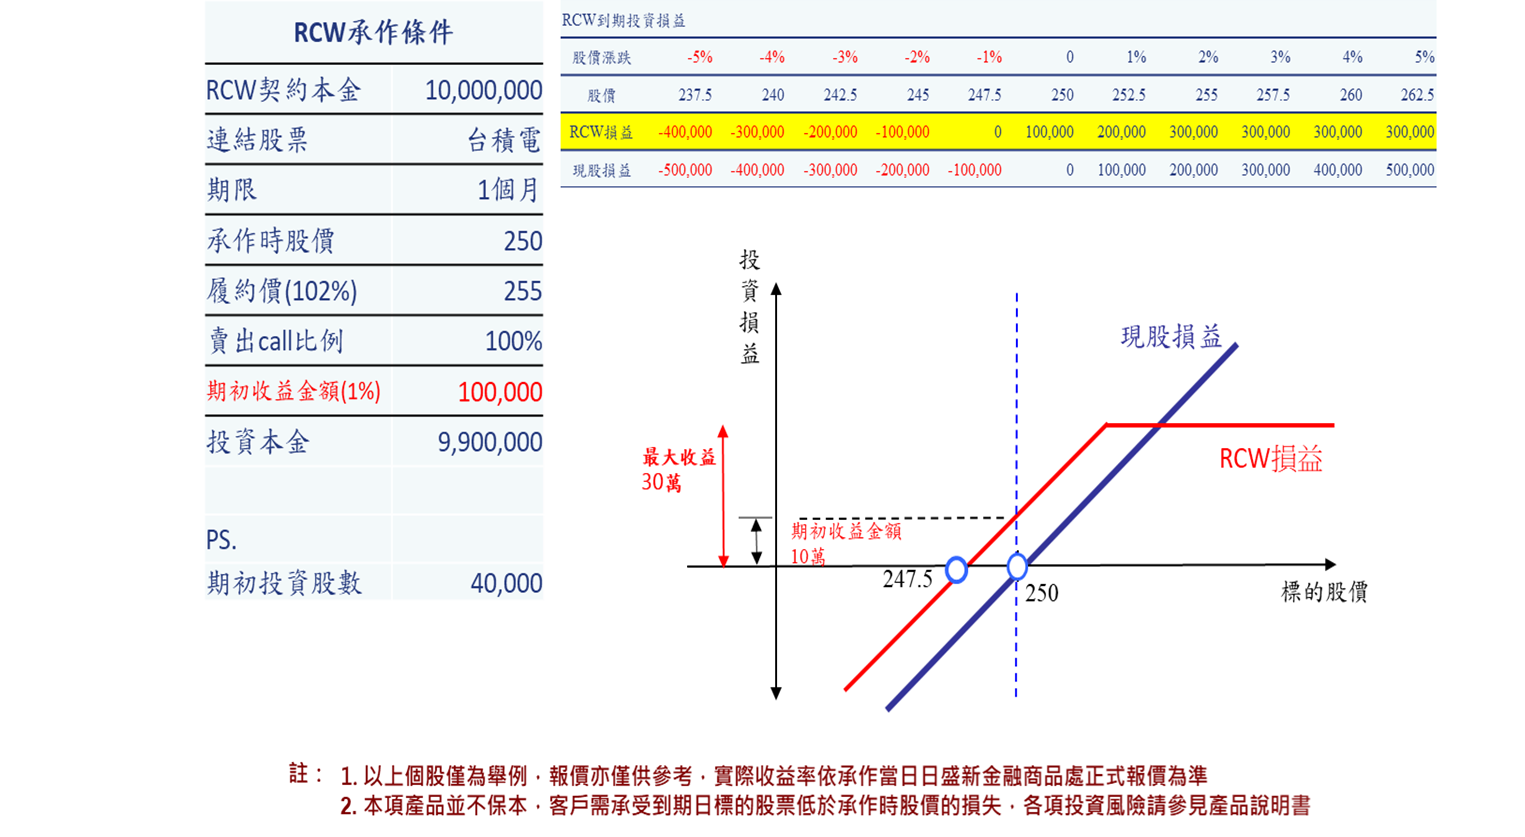 RCW承作條件
RCW契約本金 10,000,000
連結股票 台積電
期限 1個月
承作時股價 250
履約價(102%) 255
賣出call比例 100%
期初收益金額(1%) 100,000
投資本金 9,900,000
PS.
期初投資股數 40,000
RCW到期投資損益
股價漲跌 -5% -4% -3% -2% -1% 0 1% 2% 3% 4% 5%
股價 237.5 240 242.5 245 247.5 250 252.5 255 257.5 260 262.5
RCW損益 -400,000 -300,000 -200,000 -100,000 0 100,000 200,000 300,000 300,000 300,000 300,000
現股損益 -500,000 -400,000 -300,000 -200,000 -100,000 0 100,000 200,000 300,000 400,000 500,000
投資損益
現股損益
最大收益
30萬
RCW損益
期初收益金額
10萬
247.5
250
標的股價
註： 1. 以上個股僅為舉例，報價亦僅供參考，實際收益率依承作當日日盛新金融商品處正式報價為準
2. 本項產品並不保本，客戶需承受到期日標的股票低於承作時股價的損失，各項投資風險請參見產品說明書